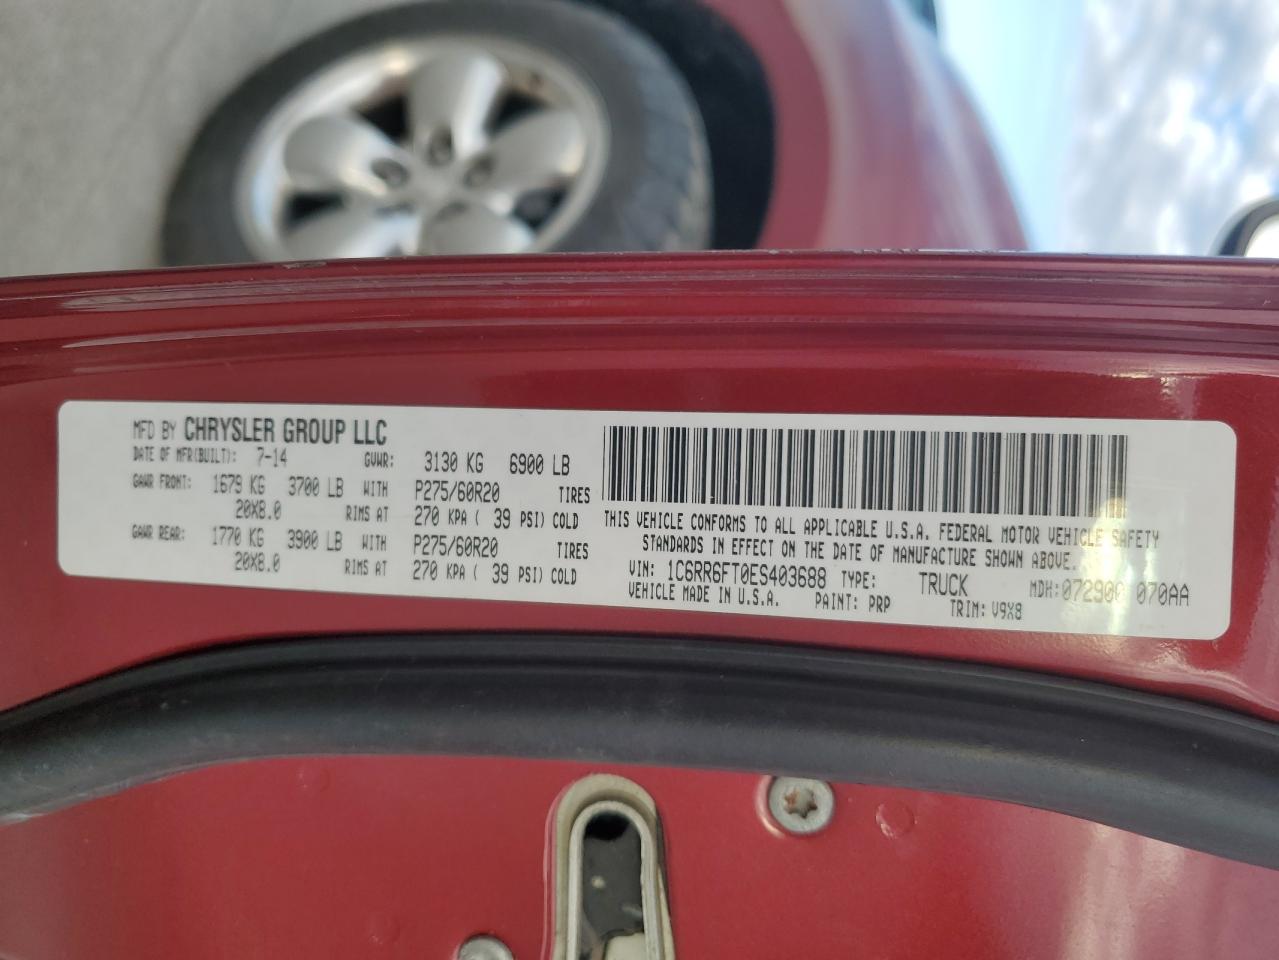 MFD BY CHRYSLER GROUP LLC
DATE OF MFR(BUILT): 7-14 GVWR: 3130 KG 6900 LB
GAWR FRONT: 1679 KG 3700 LB WITH P275/60R20 TIRES
20X8.0 RIMS AT 270 KPA ( 39 PSI) COLD
GAWR REAR: 1770 KG 3900 LB WITH P275/60R20 TIRES
20X8.0 RIMS AT 270 KPA ( 39 PSI) COLD
THIS VEHICLE CONFORMS TO ALL APPLICABLE U.S.A. FEDERAL MOTOR VEHICLE SAFETY
STANDARDS IN EFFECT ON THE DATE OF MANUFACTURE SHOWN ABOVE.
VIN: 1C6RR6FT0ES403688 TYPE: TRUCK MDH: 070AA
VEHICLE MADE IN U.S.A. PAINT: PRP TRIM: V9X8